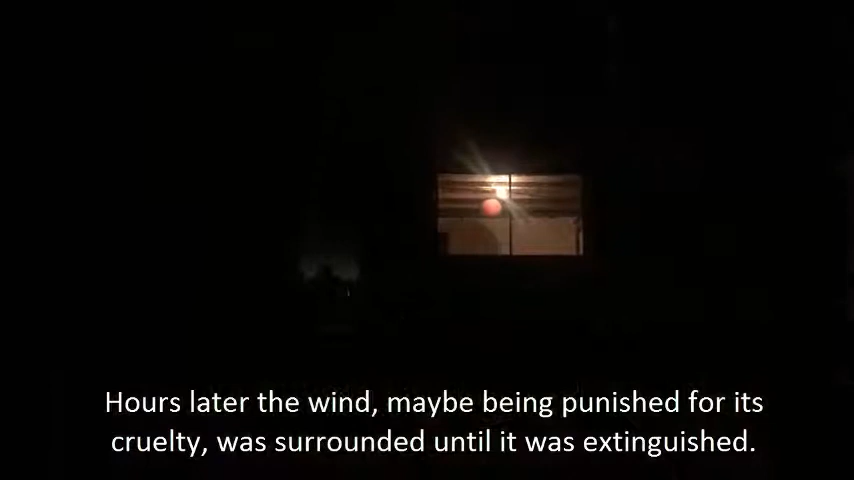 Hours later the wind, maybe being punished for its
cruelty, was surrounded until it was extinguished.